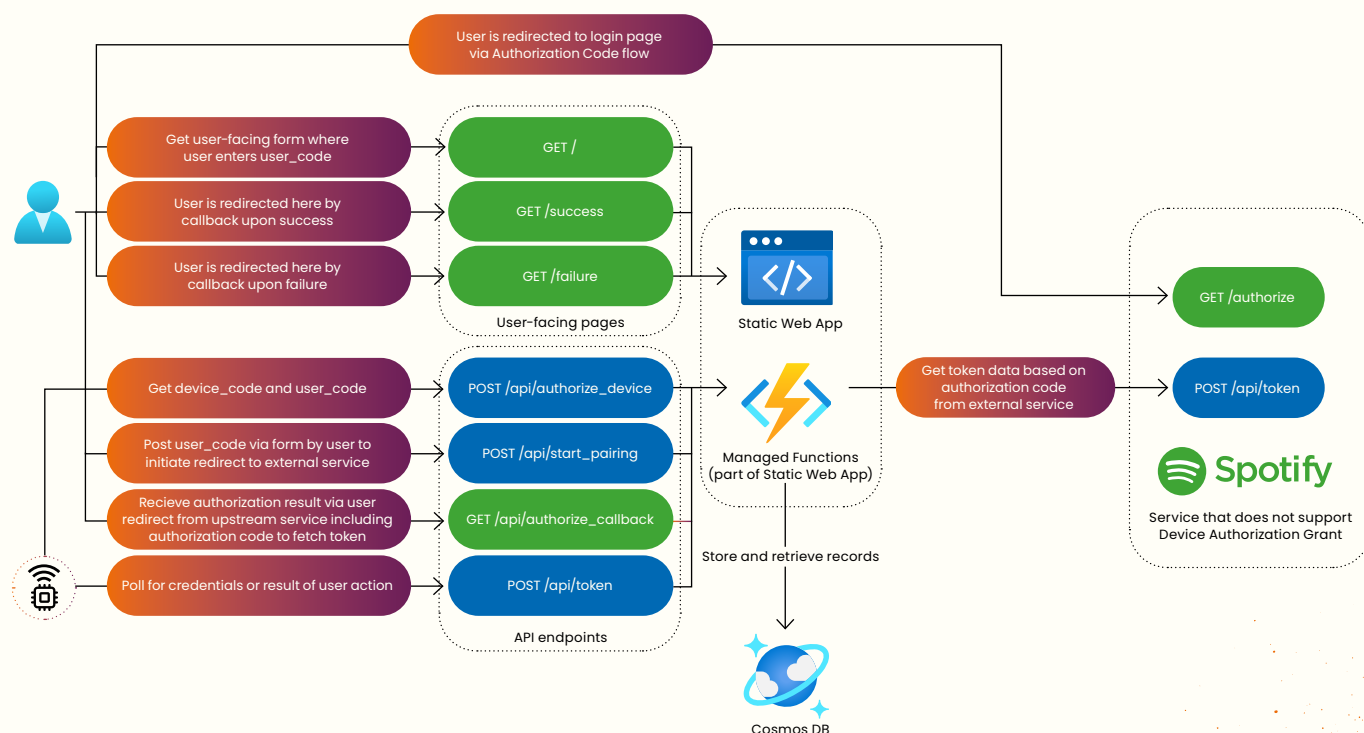 User is redirected to login page
via Authorization Code flow
Get user-facing form where
user enters user_code
GET /
User is redirected here by
callback upon success
GET /success
User is redirected here by
callback upon failure
GET /failure
User-facing pages
Static Web App
GET /authorize
Get device_code and user_code
POST /api/authorize_device
Post user_code via form by user to
initiate redirect to external service
POST /api/start_pairing
Recieve authorization result via user
redirect from upstream service including
authorization code to fetch token
GET /api/authorize_callback
Poll for credentials or result of user action
POST /api/token
API endpoints
Managed Functions
(part of Static Web App)
Get token data based on
authorization code
from external service
POST /api/token
Spotify
Service that does not support
Device Authorization Grant
Store and retrieve records
Cosmos DB